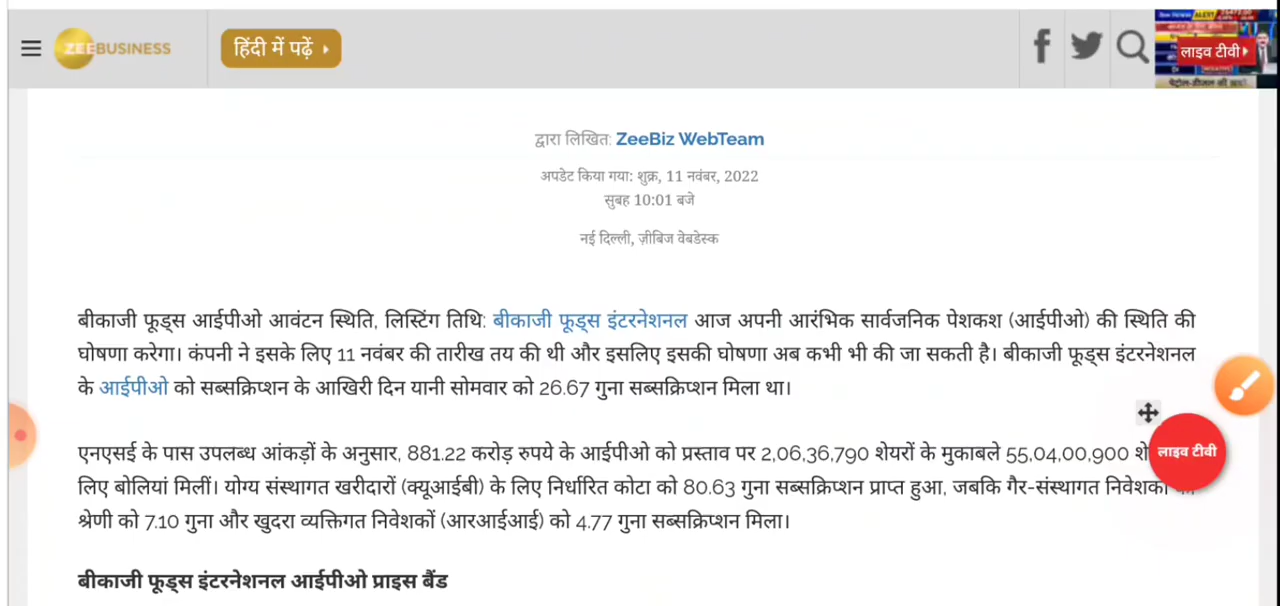 ZEEBUSINESS
हिंदी में पढ़ें
ALERT
लाइव टीवी
द्वारा लिखित: ZeeBiz WebTeam
अपडेट किया गया: शुक्र, 11 नवंबर, 2022
सुबह 10:01 बजे
नई दिल्ली, ज़ीबिज वेबडेस्क
बीकाजी फूड्स आईपीओ आवंटन स्थिति, लिस्टिंग तिथि: बीकाजी फूड्स इंटरनेशनल आज अपनी आरंभिक सार्वजनिक पेशकश (आईपीओ) की स्थिति की
घोषणा करेगा। कंपनी ने इसके लिए 11 नवंबर की तारीख तय की थी और इसलिए इसकी घोषणा अब कभी भी की जा सकती है। बीकाजी फूड्स इंटरनेशनल
के आईपीओ को सब्सक्रिप्शन के आखिरी दिन यानी सोमवार को 26.67 गुना सब्सक्रिप्शन मिला था।
एनएसई के पास उपलब्ध आंकड़ों के अनुसार, 881.22 करोड़ रुपये के आईपीओ को प्रस्ताव पर 2,06,36,790 शेयरों के मुकाबले 55,04,00,900
लाइव टीवी
लिए बोलियां मिलीं। योग्य संस्थागत खरीदारों (क्यूआईबी) के लिए निर्धारित कोटा को 80.63 गुना सब्सक्रिप्शन प्राप्त हुआ, जबकि गैर-संस्थागत निवेशकों
श्रेणी को 7.10 गुना और खुदरा व्यक्तिगत निवेशकों (आरआईआई) को 4.77 गुना सब्सक्रिप्शन मिला।
बीकाजी फूड्स इंटरनेशनल आईपीओ प्राइस बैंड